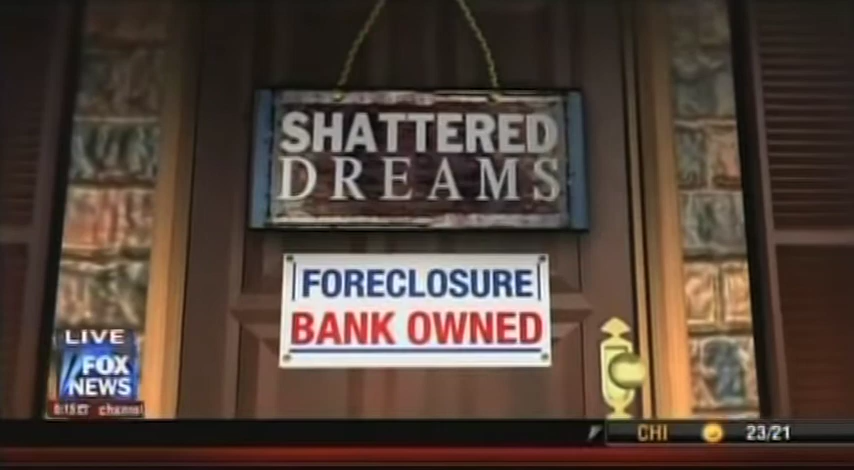 SHATTERED
DREAMS
FORECLOSURE
BANK OWNED
LIVE
FOX
NEWS
channel
CHI 23/21